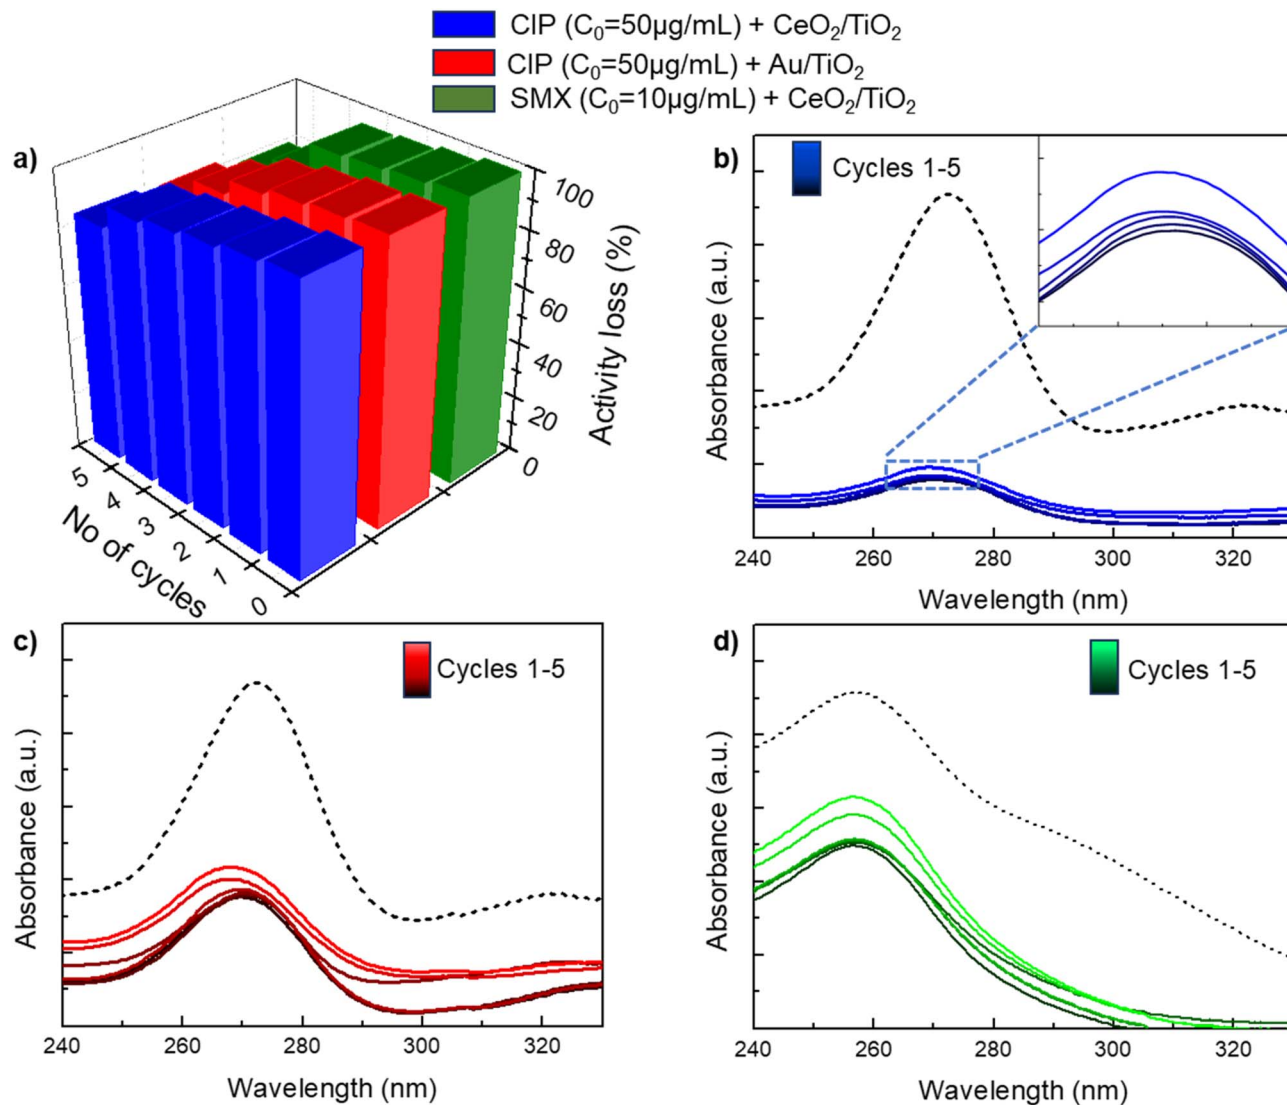 CIP (C₀=50µg/mL) + CeO₂/TiO₂
CIP (C₀=50µg/mL) + Au/TiO₂
SMX (C₀=10µg/mL) + CeO₂/TiO₂
a)
100
80
60
40
20
0
Activity loss (%)
5
4
3
2
1
0
No of cycles
b)
Cycles 1-5
Absorbance (a.u.)
240 260 280 300 320
Wavelength (nm)
c)
Cycles 1-5
Absorbance (a.u.)
240 260 280 300 320
Wavelength (nm)
d)
Cycles 1-5
Absorbance (a.u.)
240 260 280 300 320
Wavelength (nm)